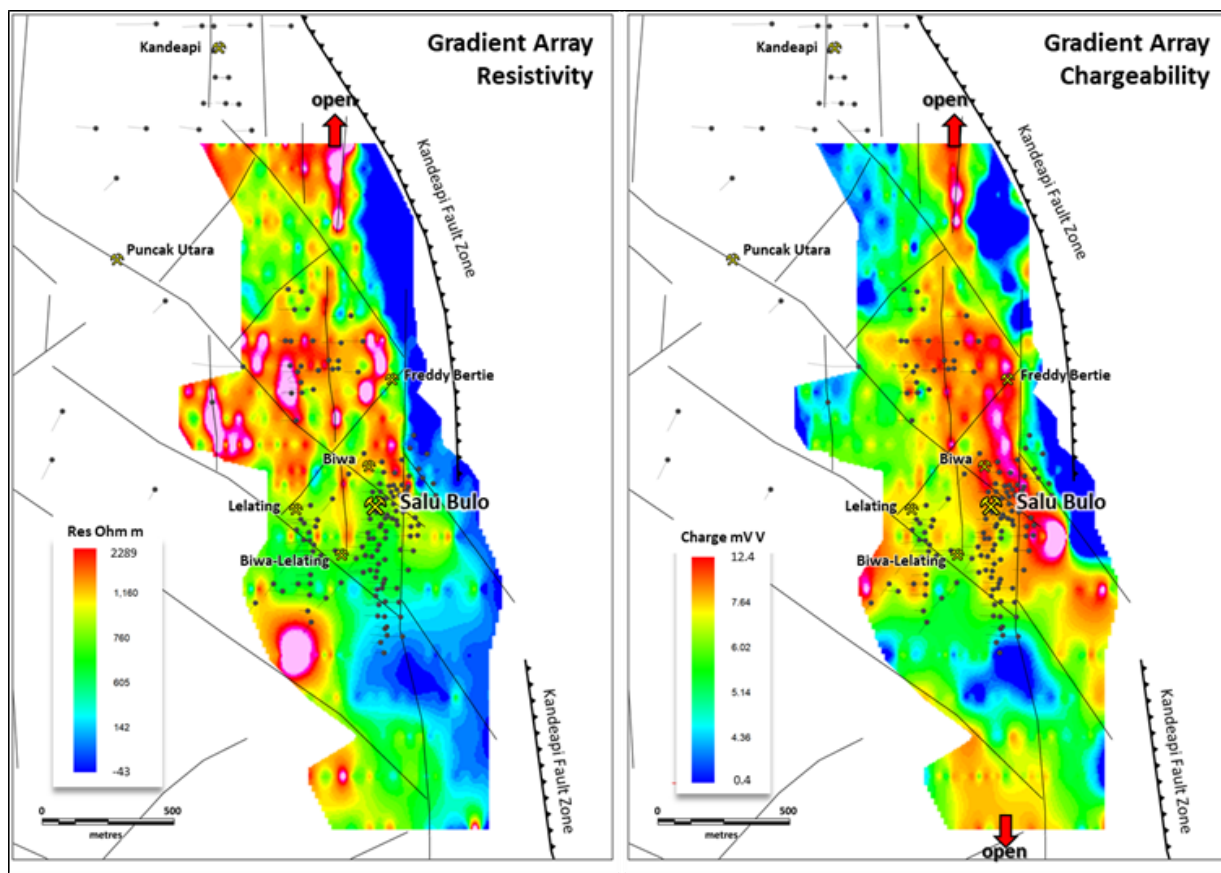 Gradient Array
Resistivity
Kandeapi
open
Kandeapi Fault Zone
Puncak Utara
Freddy Bertie
Biwa
Salu Bulo
Lelating
Biwa-Lelating
Res Ohm m
2289
1,160
760
605
142
-43
0
500
metres
Kandeapi Fault Zone
Gradient Array
Chargeability
Kandeapi
open
Kandeapi Fault Zone
Puncak Utara
Freddy Bertie
Biwa
Salu Bulo
Lelating
Biwa-Lelating
Charge mV V
12.4
7.64
6.02
5.14
4.36
0.4
0
500
metres
Kandeapi Fault Zone
open